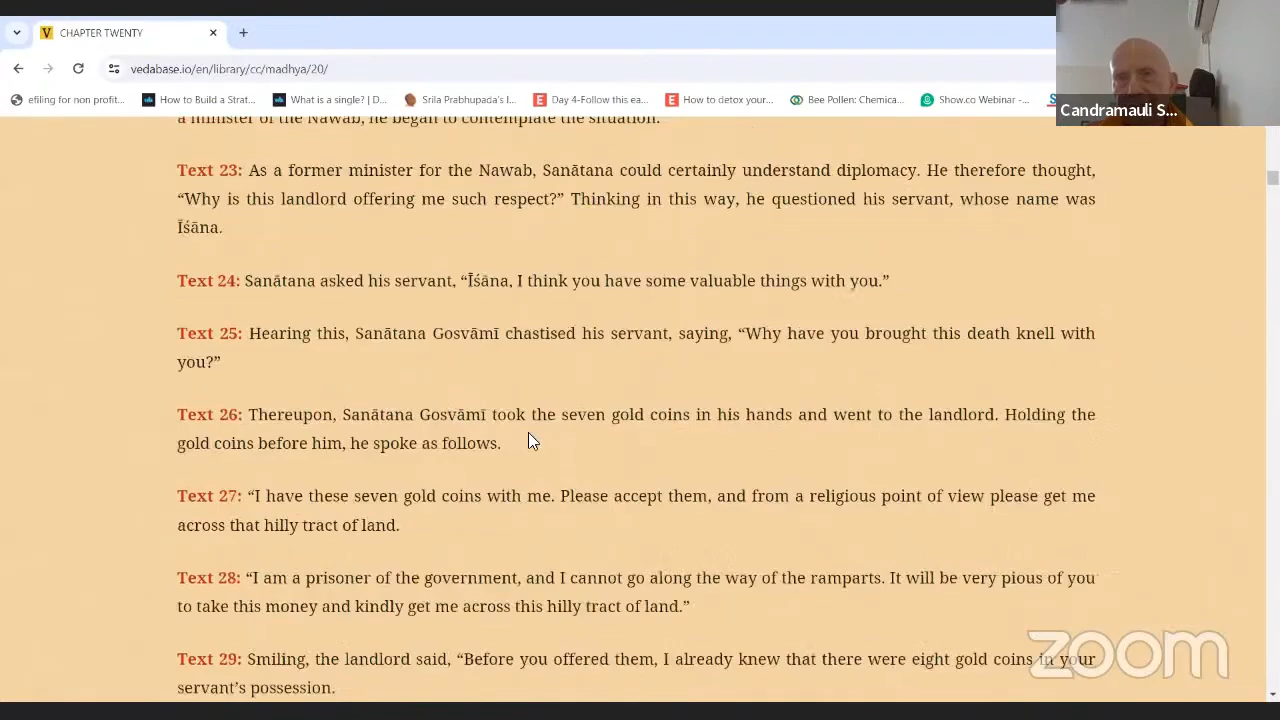 CHAPTER TWENTY
vedabase.io/en/library/cc/madhya/20/
efiling for non profit...
How to Build a Strat...
What is a single? | D...
Srila Prabhupada's l...
Day 4-Follow this ea...
How to detox your...
Bee Pollen: Chemica...
Show.co Webinar -...
Candramauli S...
a minister of the Nawab, he began to contemplate the situation.
Text 23: As a former minister for the Nawab, Sanātana could certainly understand diplomacy. He therefore thought,
“Why is this landlord offering me such respect?” Thinking in this way, he questioned his servant, whose name was
Īśāna.
Text 24: Sanātana asked his servant, “Īśāna, I think you have some valuable things with you.”
Text 25: Hearing this, Sanātana Gosvāmī chastised his servant, saying, “Why have you brought this death knell with
you?”
Text 26: Thereupon, Sanātana Gosvāmī took the seven gold coins in his hands and went to the landlord. Holding the
gold coins before him, he spoke as follows.
Text 27: “I have these seven gold coins with me. Please accept them, and from a religious point of view please get me
across that hilly tract of land.
Text 28: “I am a prisoner of the government, and I cannot go along the way of the ramparts. It will be very pious of you
to take this money and kindly get me across this hilly tract of land.”
Text 29: Smiling, the landlord said, “Before you offered them, I already knew that there were eight gold coins in your
servant’s possession.
zoom